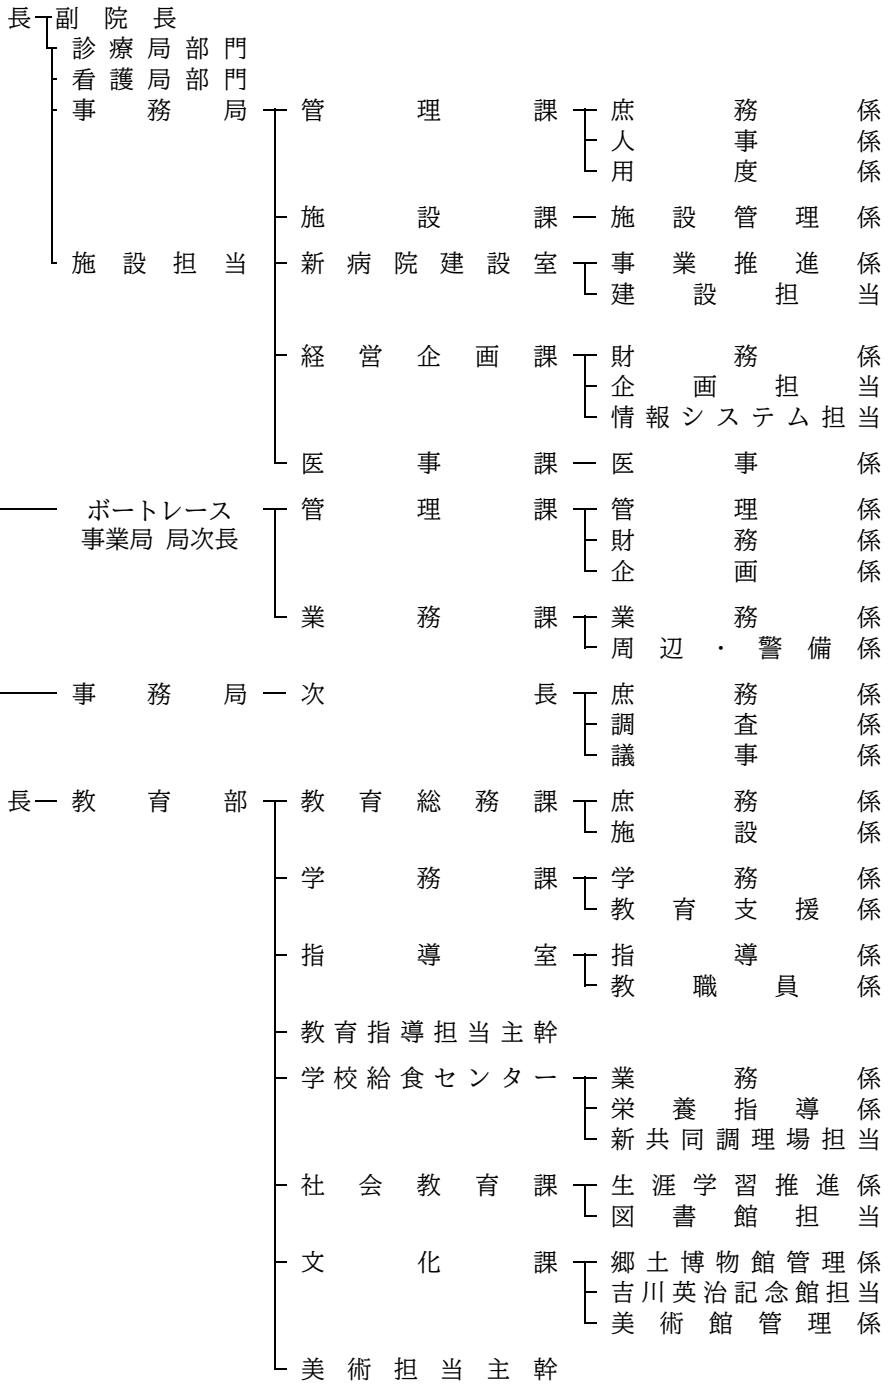 長 副院長
診療局部門
看護局部門
事務局 管理課 庶務係
人事係
用度係
施設課 施設管理係
施設担当 新病院建設室 事業推進係
建設担当
経営企画課 財務係
企画担当
情報システム担当
医事課 医事係
ボートレース 管理課 管理係
事業局 局次長 財務係
企画係
業務課 業務係
周辺・警備係
事務局 次長 庶務係
調査係
議事係
長 教育部 教育総務課 庶務係
施設係
学務課 学務係
教育支援係
指導室 指導係
教職員係
教育指導担当主幹
学校給食センター 業務係
栄養指導係
新共同調理場担当
社会教育課 生涯学習推進係
図書館担当
文化課 郷土博物館管理係
吉川英治記念館担当
美術館管理係
美術担当主幹